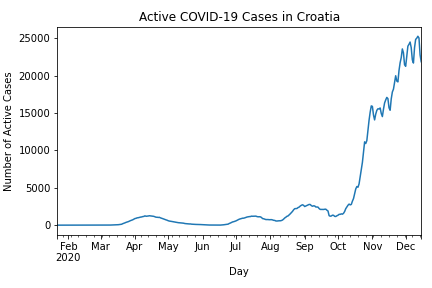 Active COVID-19 Cases in Croatia
25000
20000
15000
10000
5000
0
Number of Active Cases
Feb Mar Apr May Jun Jul Aug Sep Oct Nov Dec
2020
Day